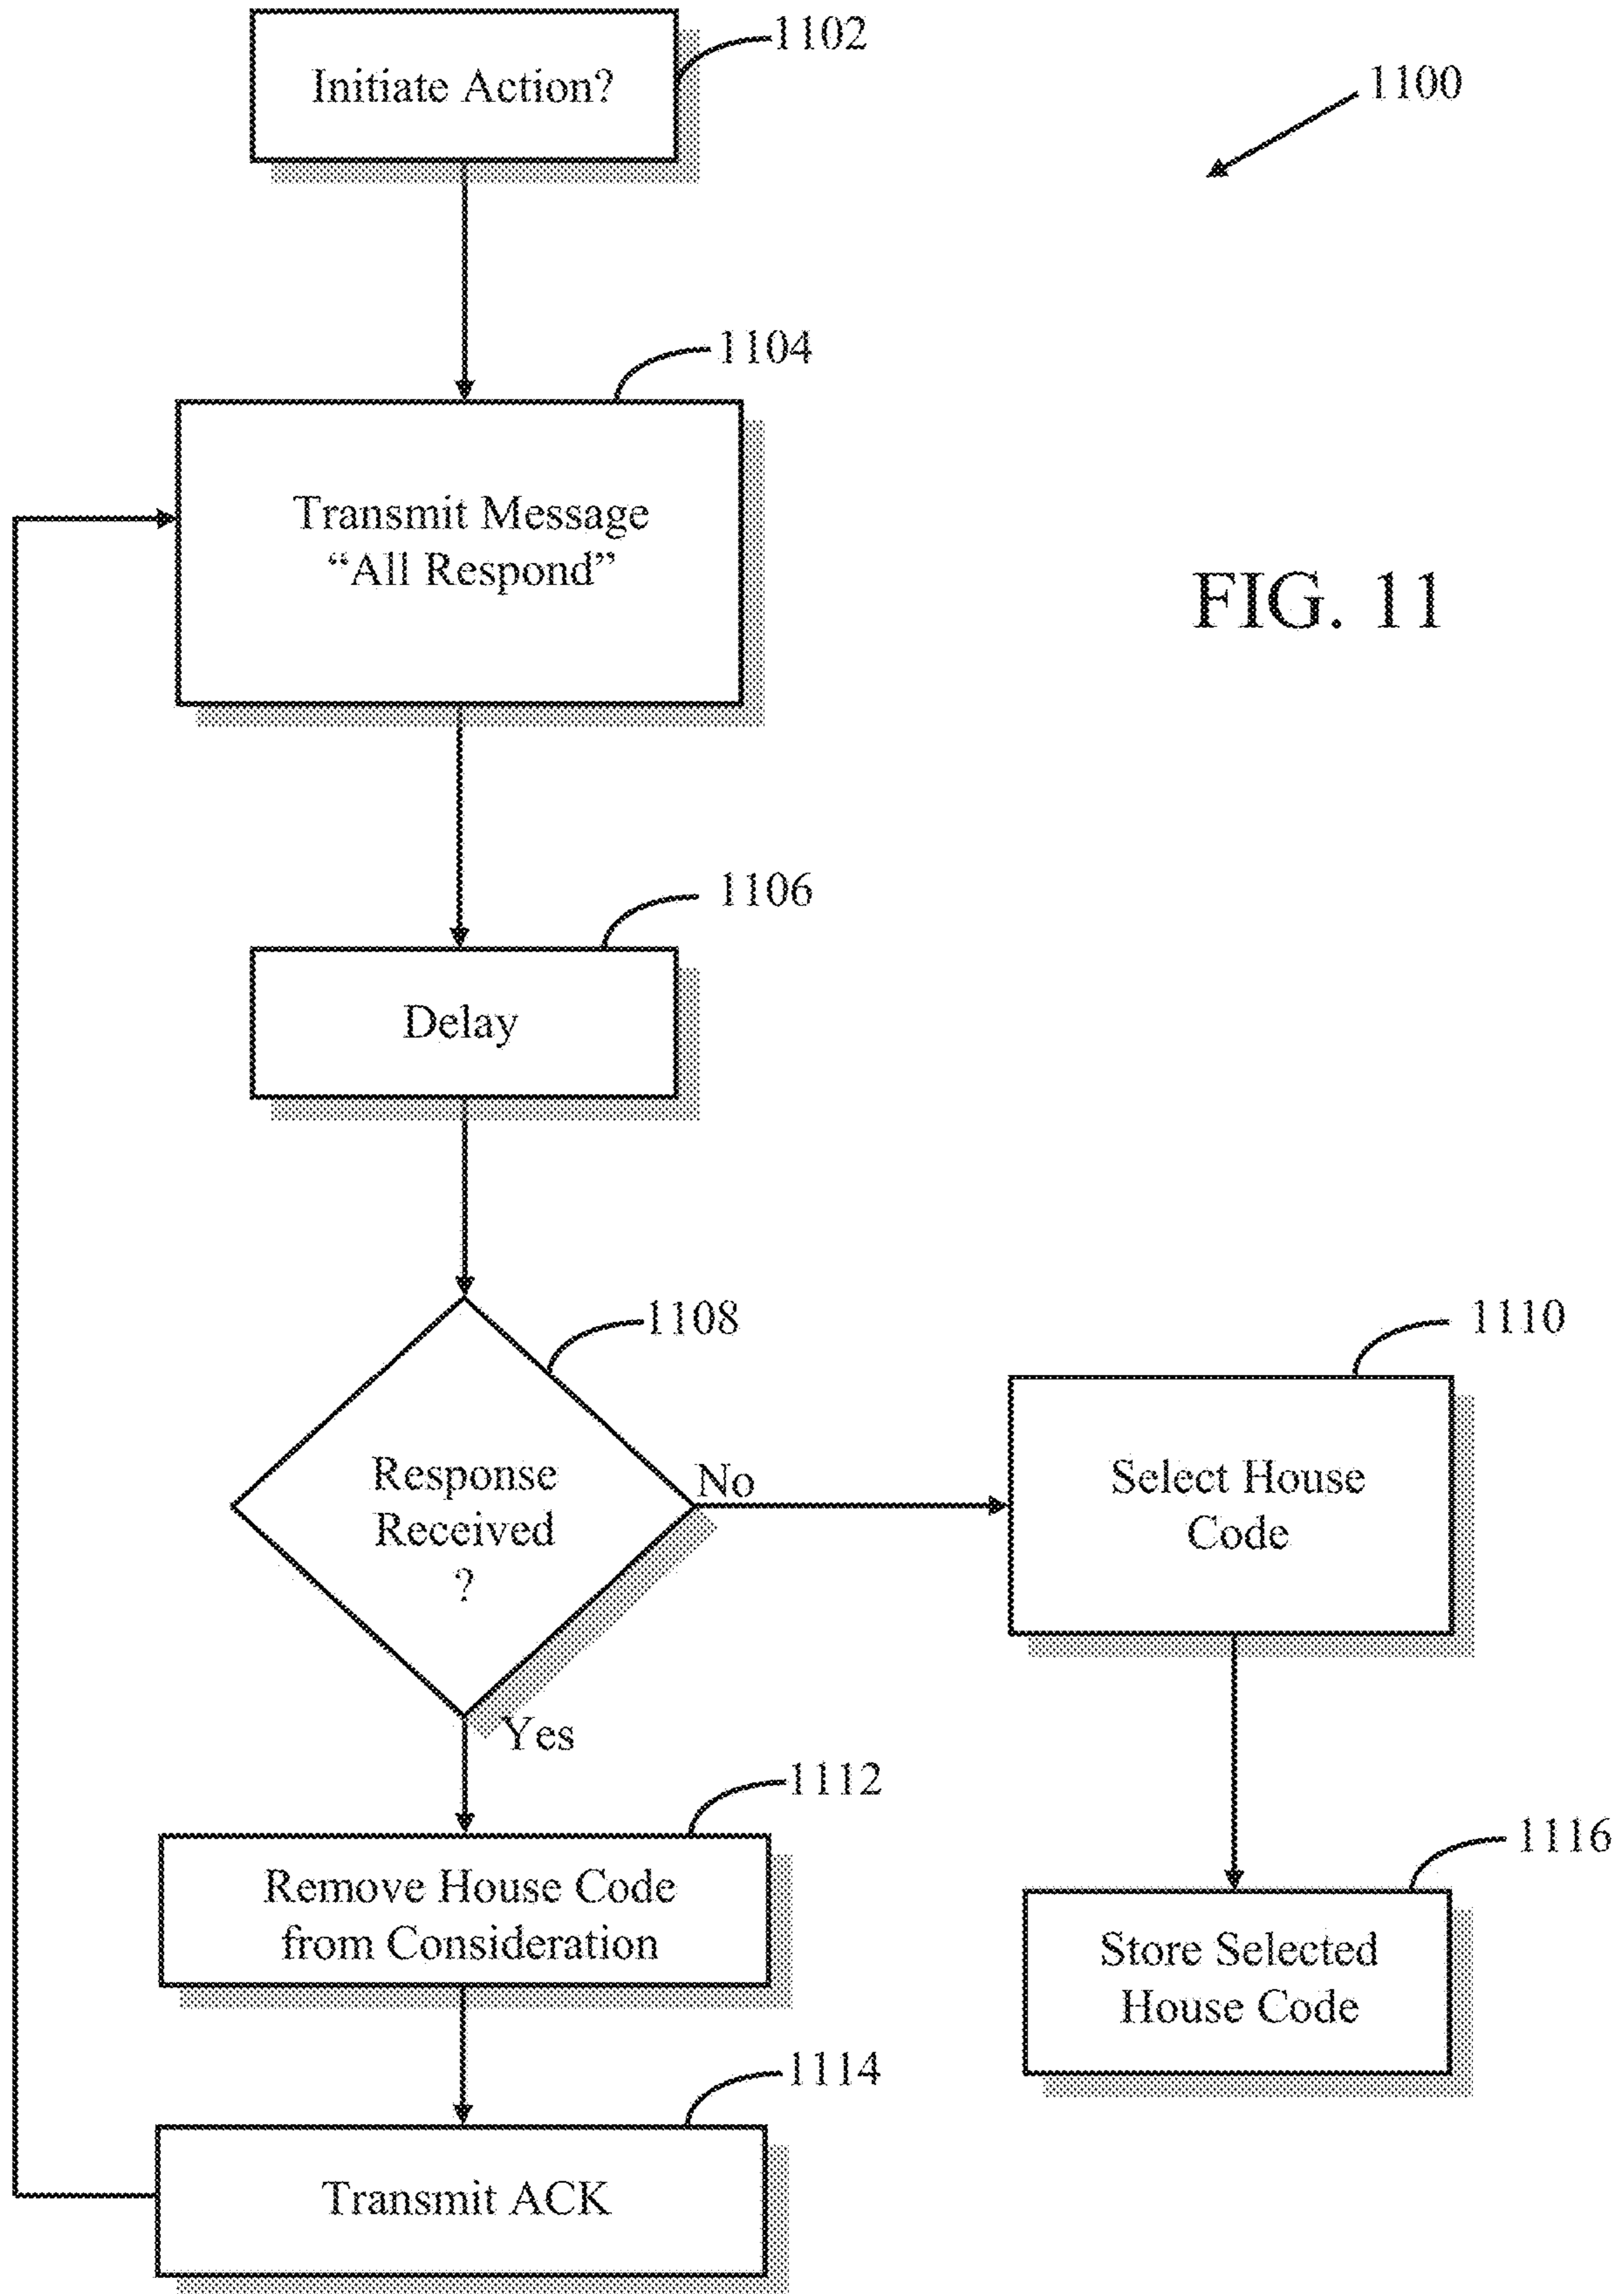 1102
Initiate Action?
1100
1104
Transmit Message
“All Respond”
FIG. 11
1106
Delay
1108
1110
Response
Received
?
No
Select House
Code
Yes
1112
Remove House Code
from Consideration
1116
Store Selected
House Code
1114
Transmit ACK